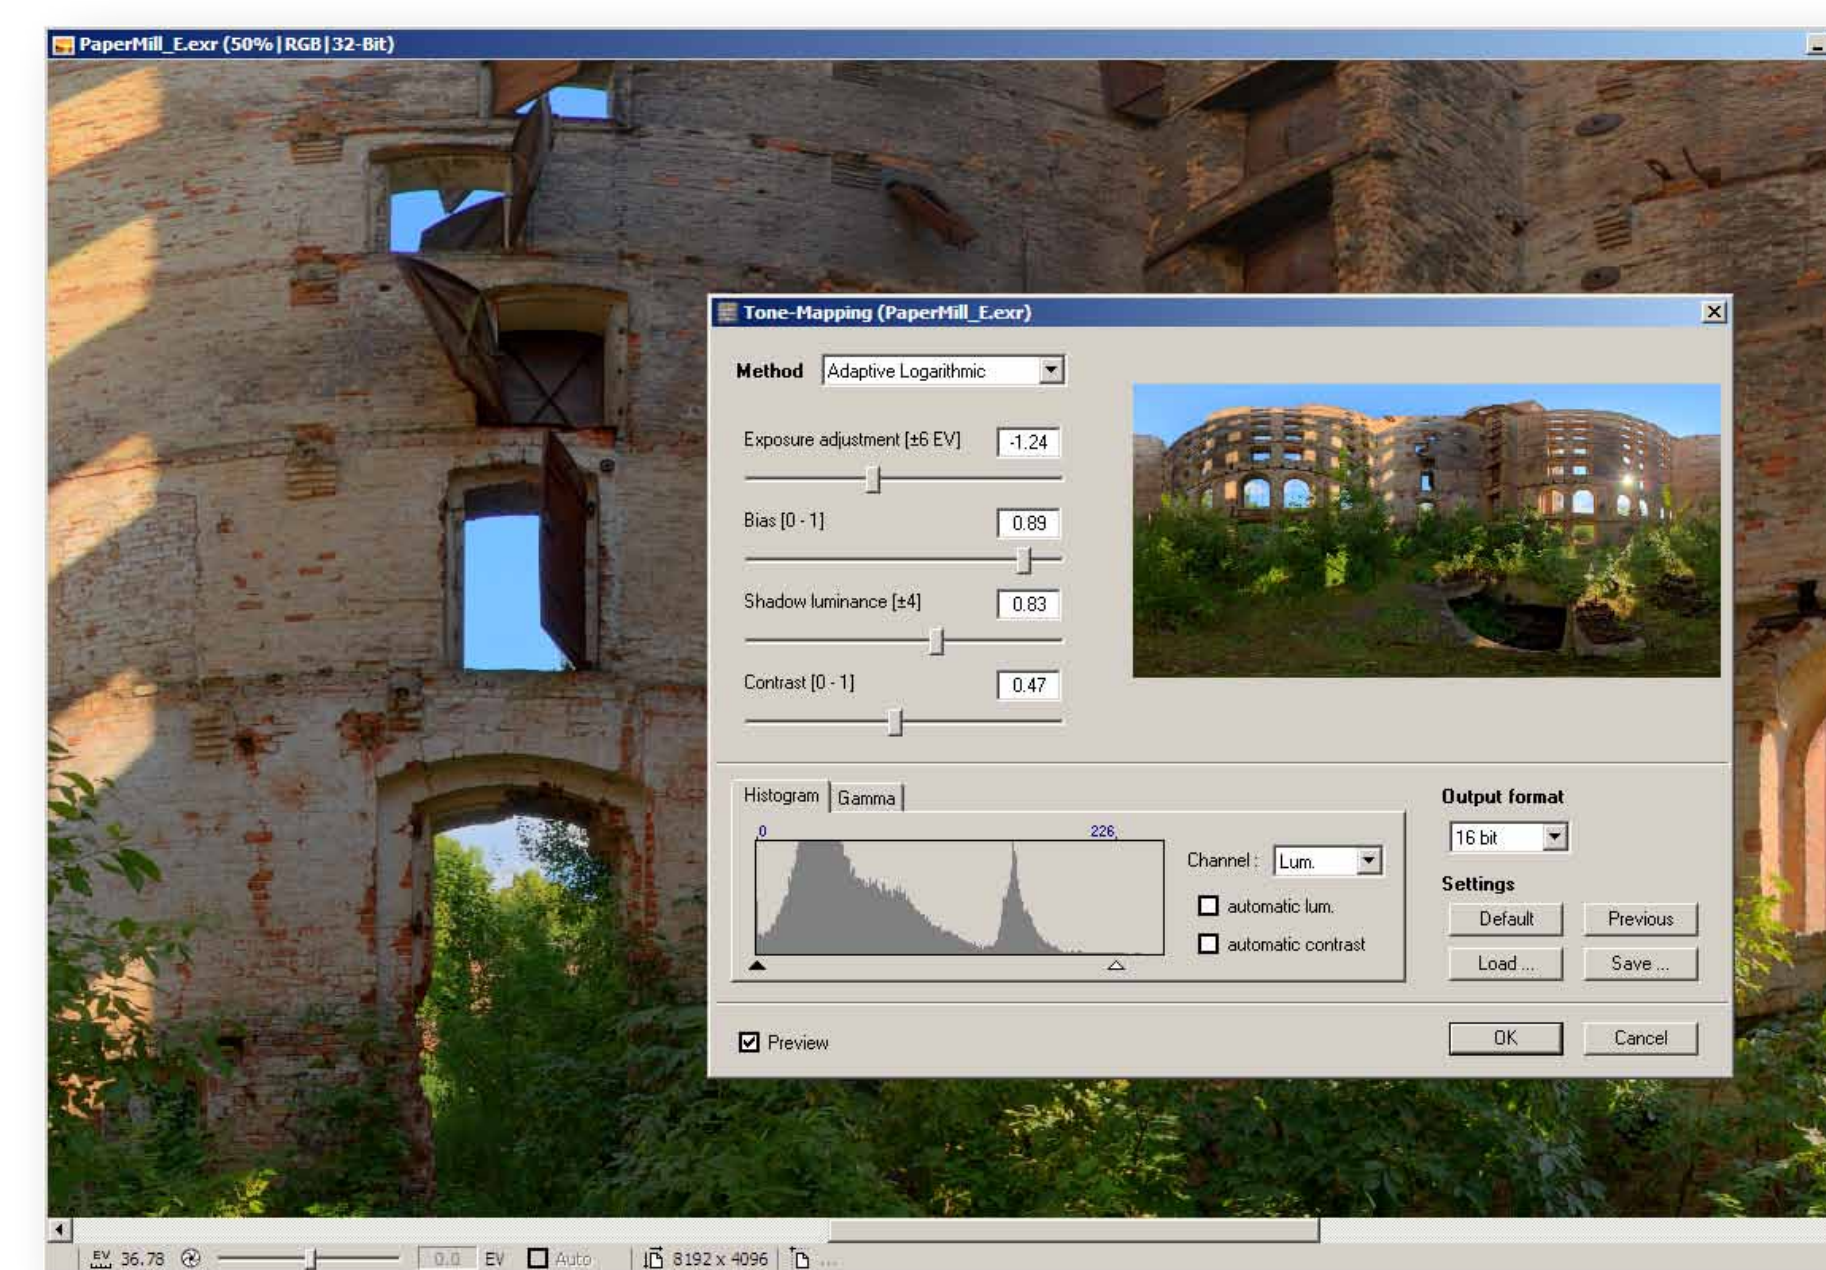 PaperMill_E.exr (50%|RGB|32-Bit)
Tone-Mapping (PaperMill_E.exr)
Method Adaptive Logarithmic
Exposure adjustment [±6 EV] -1.24
Bias [0 - 1] 0.89
Shadow luminance [±4] 0.83
Contrast [0 - 1] 0.47
Histogram Gamma
0 226
Channel : Lum.
automatic lum.
automatic contrast
Output format
16 bit
Settings
Default Previous
Load ... Save ...
Preview
OK Cancel
EV 36.78 0.0 EV Auto 8192 x 4096 ...